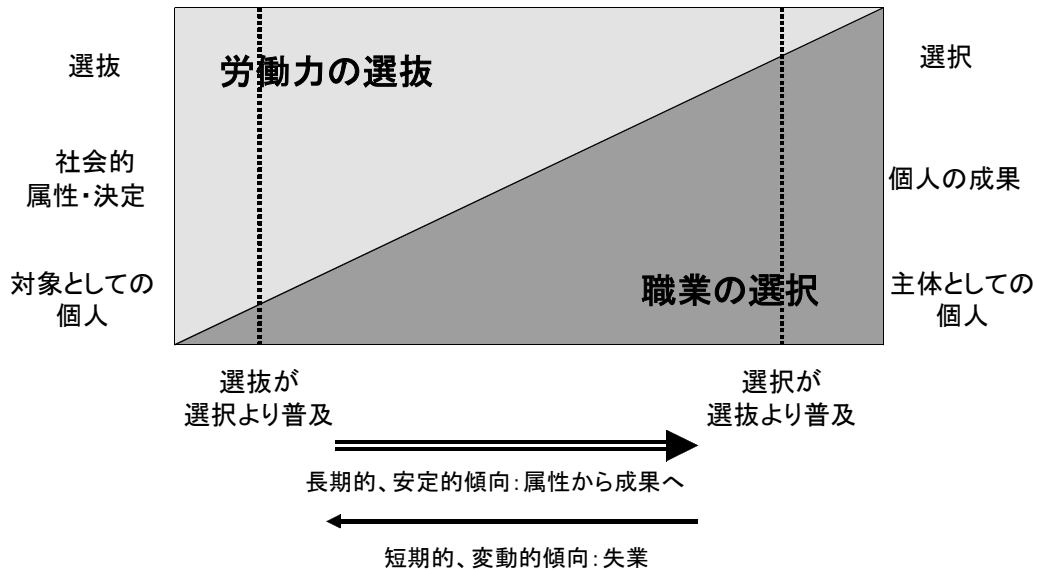 選抜
労働力の選抜
選択
社会的
属性・決定
個人の成果
対象としての
個人
職業の選択
主体としての
個人
選抜が
選択より普及
選択が
選抜より普及
長期的、安定的傾向:属性から成果へ
短期的、変動的傾向:失業